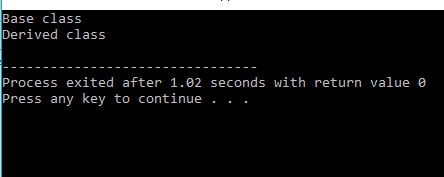 Base class
Derived class
--------------------------------
Process exited after 1.02 seconds with return value 0
Press any key to continue . . .